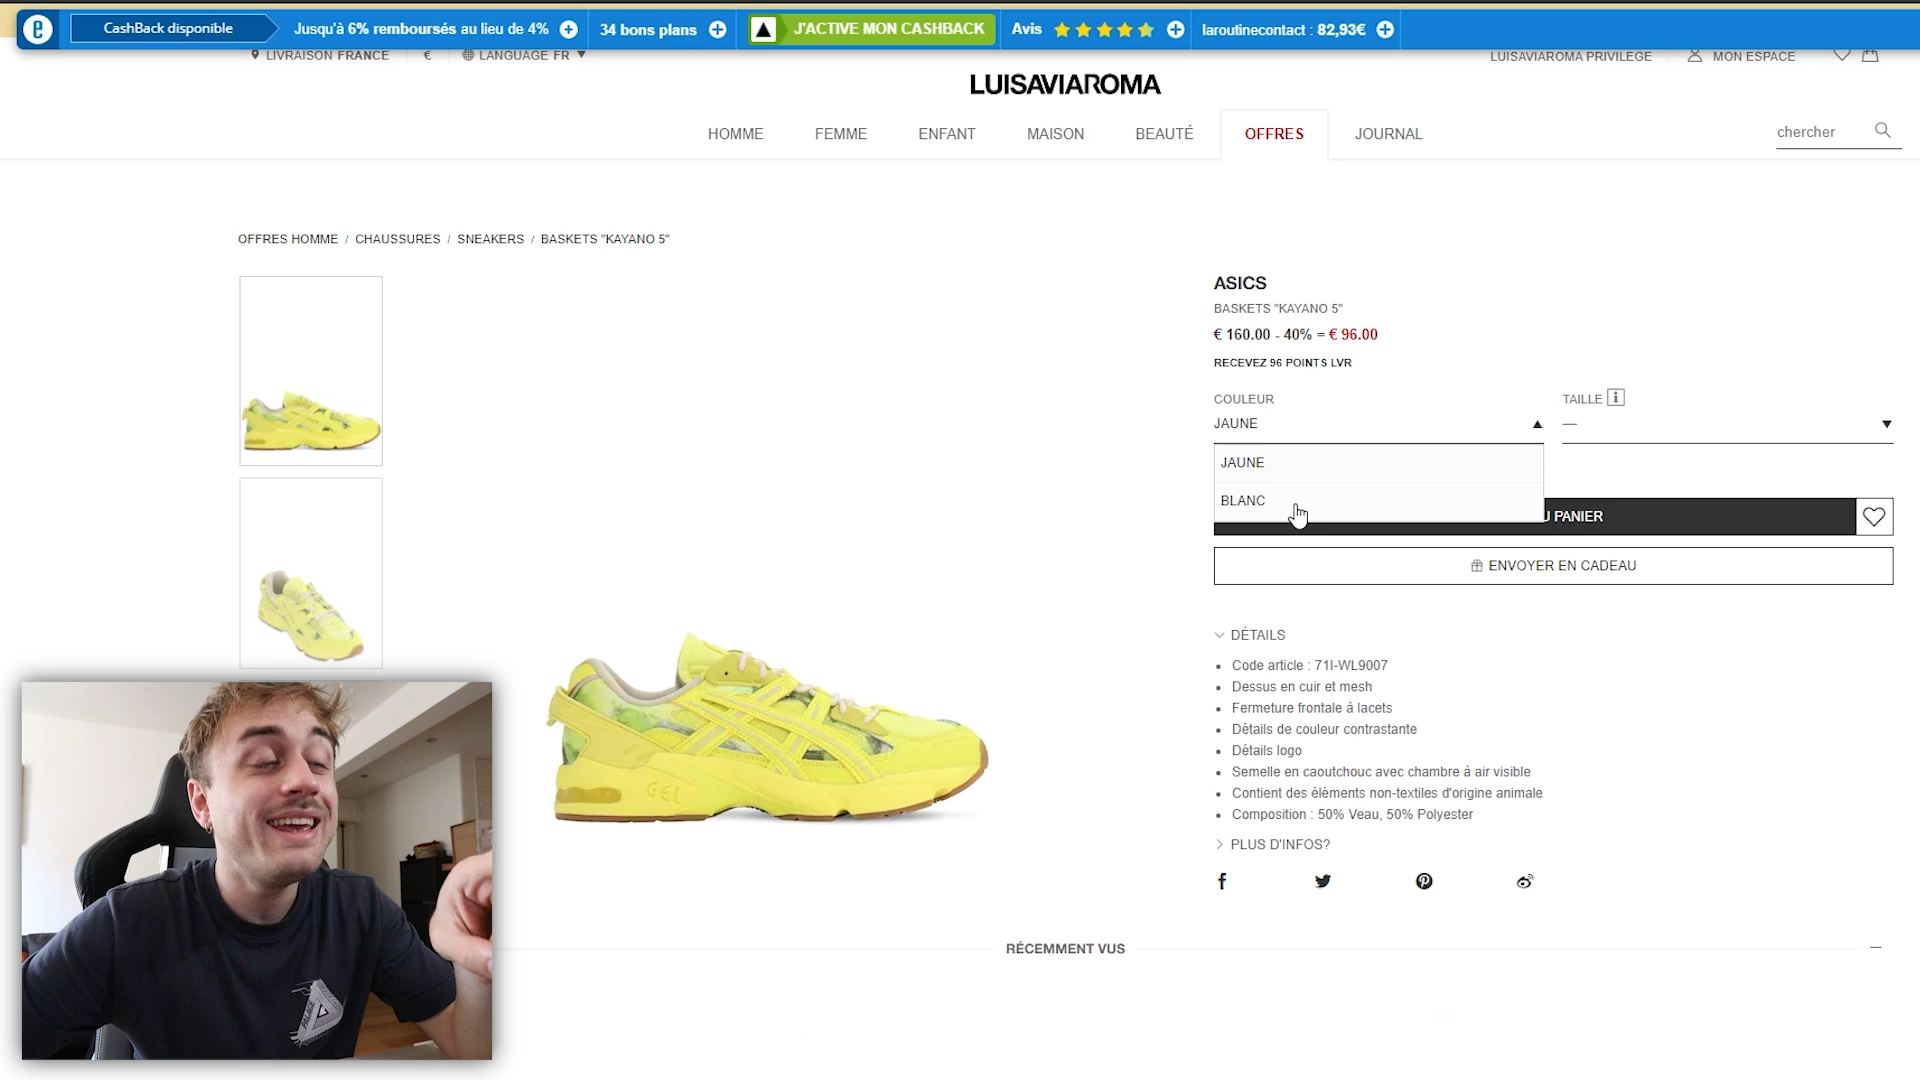 CashBack disponible
Jusqu'à 6% remboursés au lieu de 4%
34 bons plans
J'ACTIVE MON CASHBACK
Avis
laroutinecontact : 82,93€
LIVRAISON FRANCE
€
LANGUAGE FR
LUISAVIAROMA PRIVILEGE
MON ESPACE
LUISAVIAROMA
HOMME
FEMME
ENFANT
MAISON
BEAUTÉ
OFFRES
JOURNAL
chercher
OFFRES HOMME / CHAUSSURES / SNEAKERS / BASKETS "KAYANO 5"
ASICS
BASKETS "KAYANO 5"
€ 160.00 - 40% = € 96.00
RECEVEZ 96 POINTS LVR
COULEUR
TAILLE
JAUNE
—
JAUNE
BLANC
U PANIER
ENVOYER EN CADEAU
DÉTAILS
• Code article : 71I-WL9007
• Dessus en cuir et mesh
• Fermeture frontale à lacets
• Détails de couleur contrastante
• Détails logo
• Semelle en caoutchouc avec chambre à air visible
• Contient des éléments non-textiles d'origine animale
• Composition : 50% Veau, 50% Polyester
PLUS D'INFOS?
GEL
PALACE
RÉCEMMENT VUS